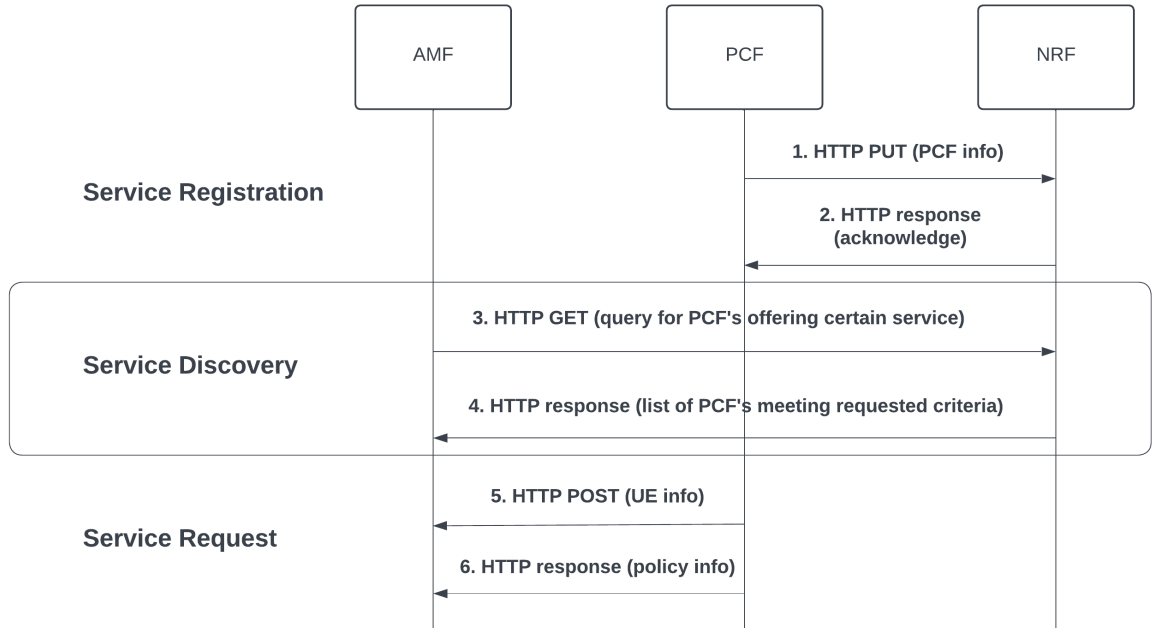 AMF
PCF
NRF
1. HTTP PUT (PCF info)
Service Registration
2. HTTP response
(acknowledge)
3. HTTP GET (query for PCF's offering certain service)
Service Discovery
4. HTTP response (list of PCF's meeting requested criteria)
5. HTTP POST (UE info)
Service Request
6. HTTP response (policy info)